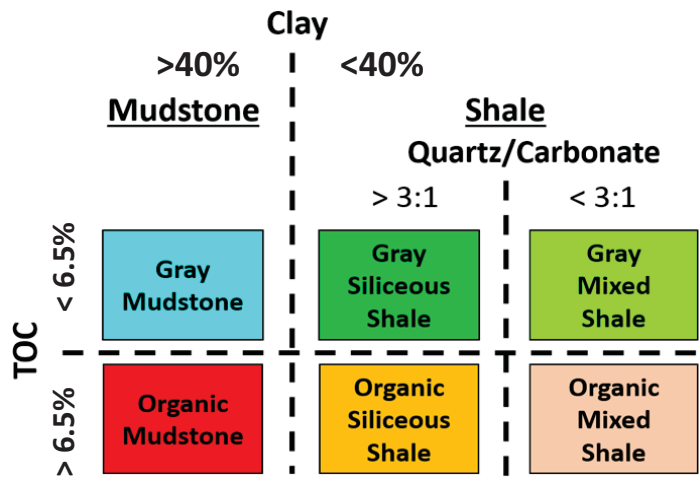 Clay
>40% <40%
Mudstone Shale
Quartz/Carbonate
> 3:1 < 3:1
TOC
< 6.5%
Gray
Mudstone
Gray
Siliceous
Shale
Gray
Mixed
Shale
> 6.5%
Organic
Mudstone
Organic
Siliceous
Shale
Organic
Mixed
Shale